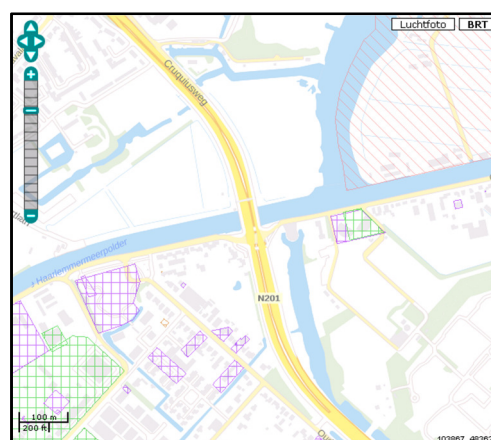 Luchtfoto
BRT
Cruquiusweg
Haarlemmermeerpolder
N201
100 m
200 ft